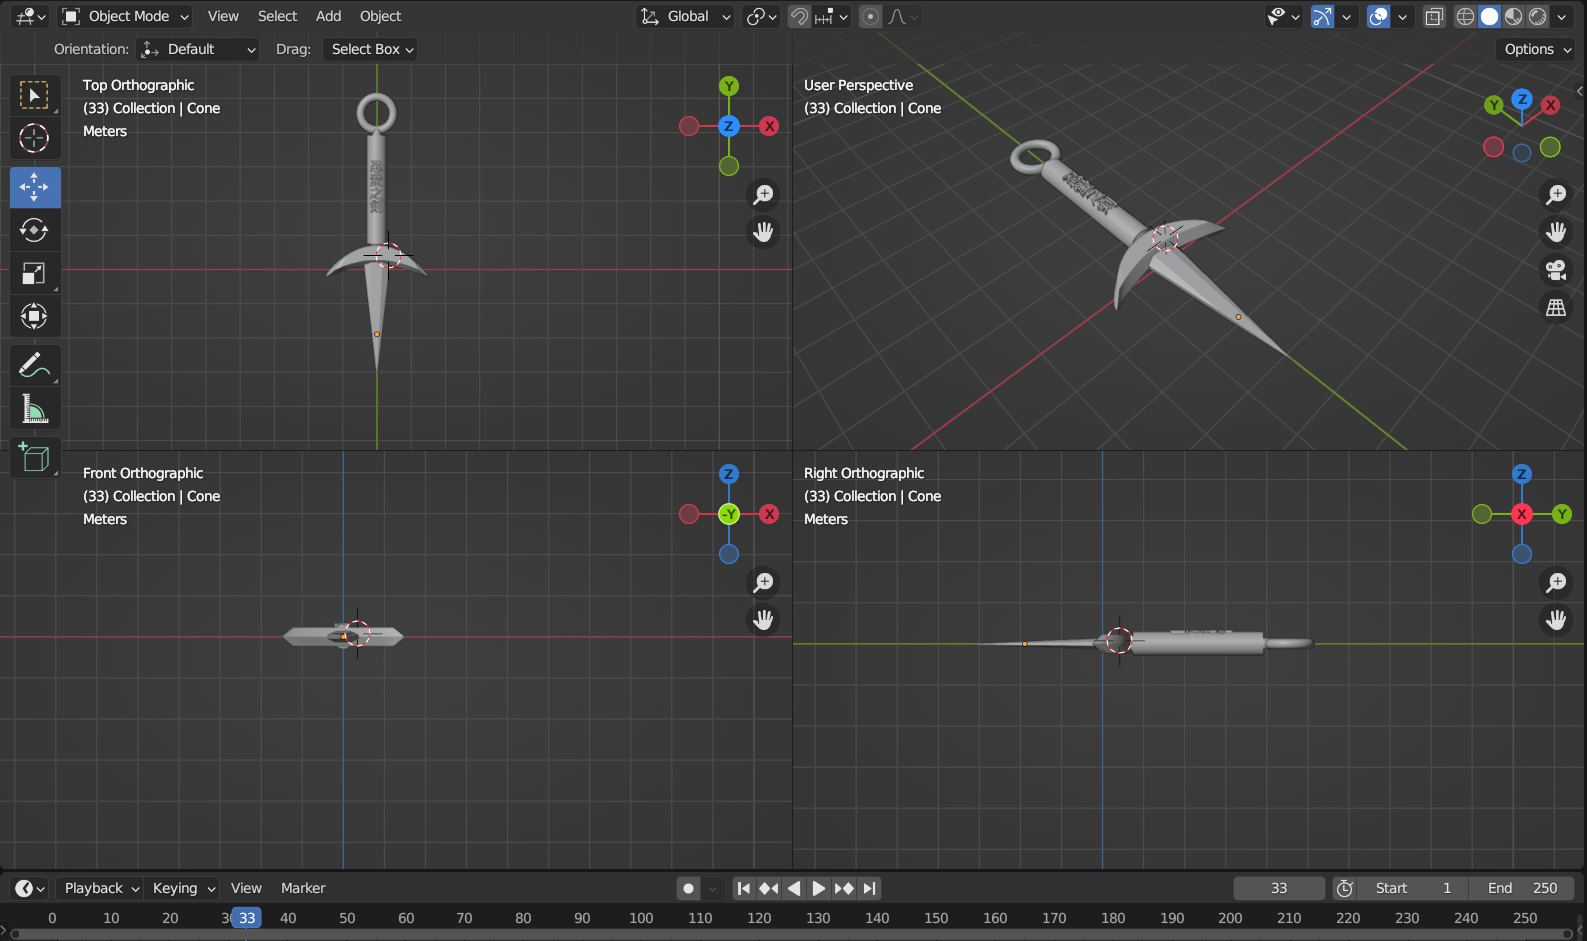 Object Mode View Select Add Object Global
Orientation: Default Drag: Select Box Options
Top Orthographic
(33) Collection | Cone
Meters
Y
Z X
User Perspective
(33) Collection | Cone
Y Z X
Front Orthographic
(33) Collection | Cone
Meters
Z
-Y X
Right Orthographic
(33) Collection | Cone
Meters
Z
X Y
Playback Keying View Marker 33 Start 1 End 250
0 10 20 33 40 50 60 70 80 90 100 110 120 130 140 150 160 170 180 190 200 210 220 230 240 250